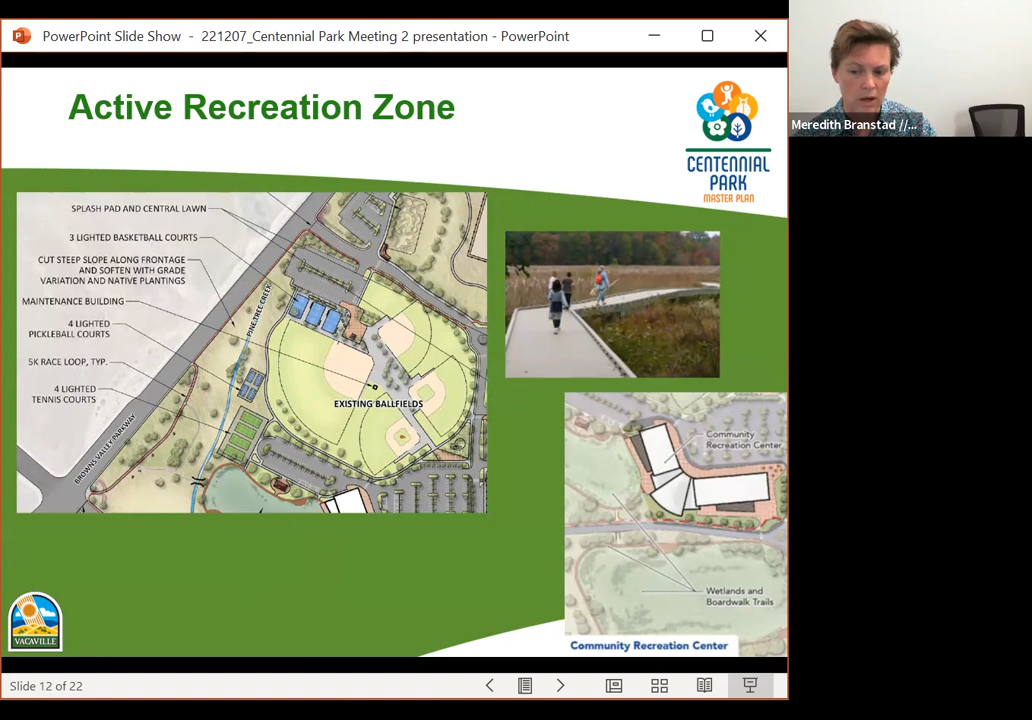 PowerPoint Slide Show - 221207_Centennial Park Meeting 2 presentation - PowerPoint
Active Recreation Zone
CENTENNIAL
PARK
MASTER PLAN
Meredith Branstad //...
SPLASH PAD AND CENTRAL LAWN
3 LIGHTED BASKETBALL COURTS
CUT STEEP SLOPE ALONG FRONTAGE
AND SOFTEN WITH GRADE
VARIATION AND NATIVE PLANTINGS
MAINTENANCE BUILDING
4 LIGHTED
PICKLEBALL COURTS
5K RACE LOOP, TYP.
4 LIGHTED
TENNIS COURTS
PINE TREE CREEK
BROWNS VALLEY PARKWAY
EXISTING BALLFIELDS
Community
Recreation Center
Wetlands and
Boardwalk Trails
Community Recreation Center
VACAVILLE
Slide 12 of 22